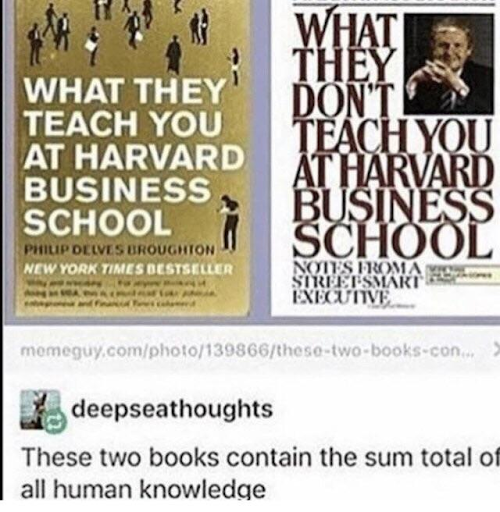 WHAT THEY
TEACH YOU
AT HARVARD
BUSINESS
SCHOOL
PHILIP DELVES BROUGHTON
NEW YORK TIMES BESTSELLER
WHAT
THEY
DON'T
TEACH YOU
AT HARVARD
BUSINESS
SCHOOL
NOTES FROM A
STREET-SMART
EXECUTIVE
memeguy.com/photo/139866/these-two-books-con...
deepseathoughts
These two books contain the sum total of
all human knowledge